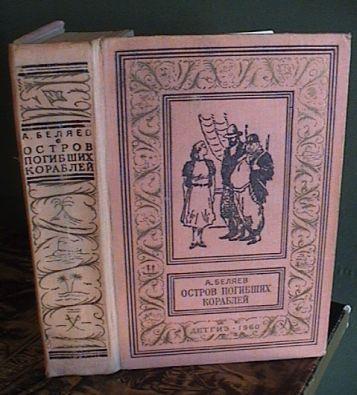 А. БЕЛЯЕВ
ОСТРОВ
ПОГИБШИХ
КОРАБЛЕЙ
А. БЕЛЯЕВ
ОСТРОВ ПОГИБШИХ
КОРАБЛЕЙ
ДЕТГИЗ · 1960